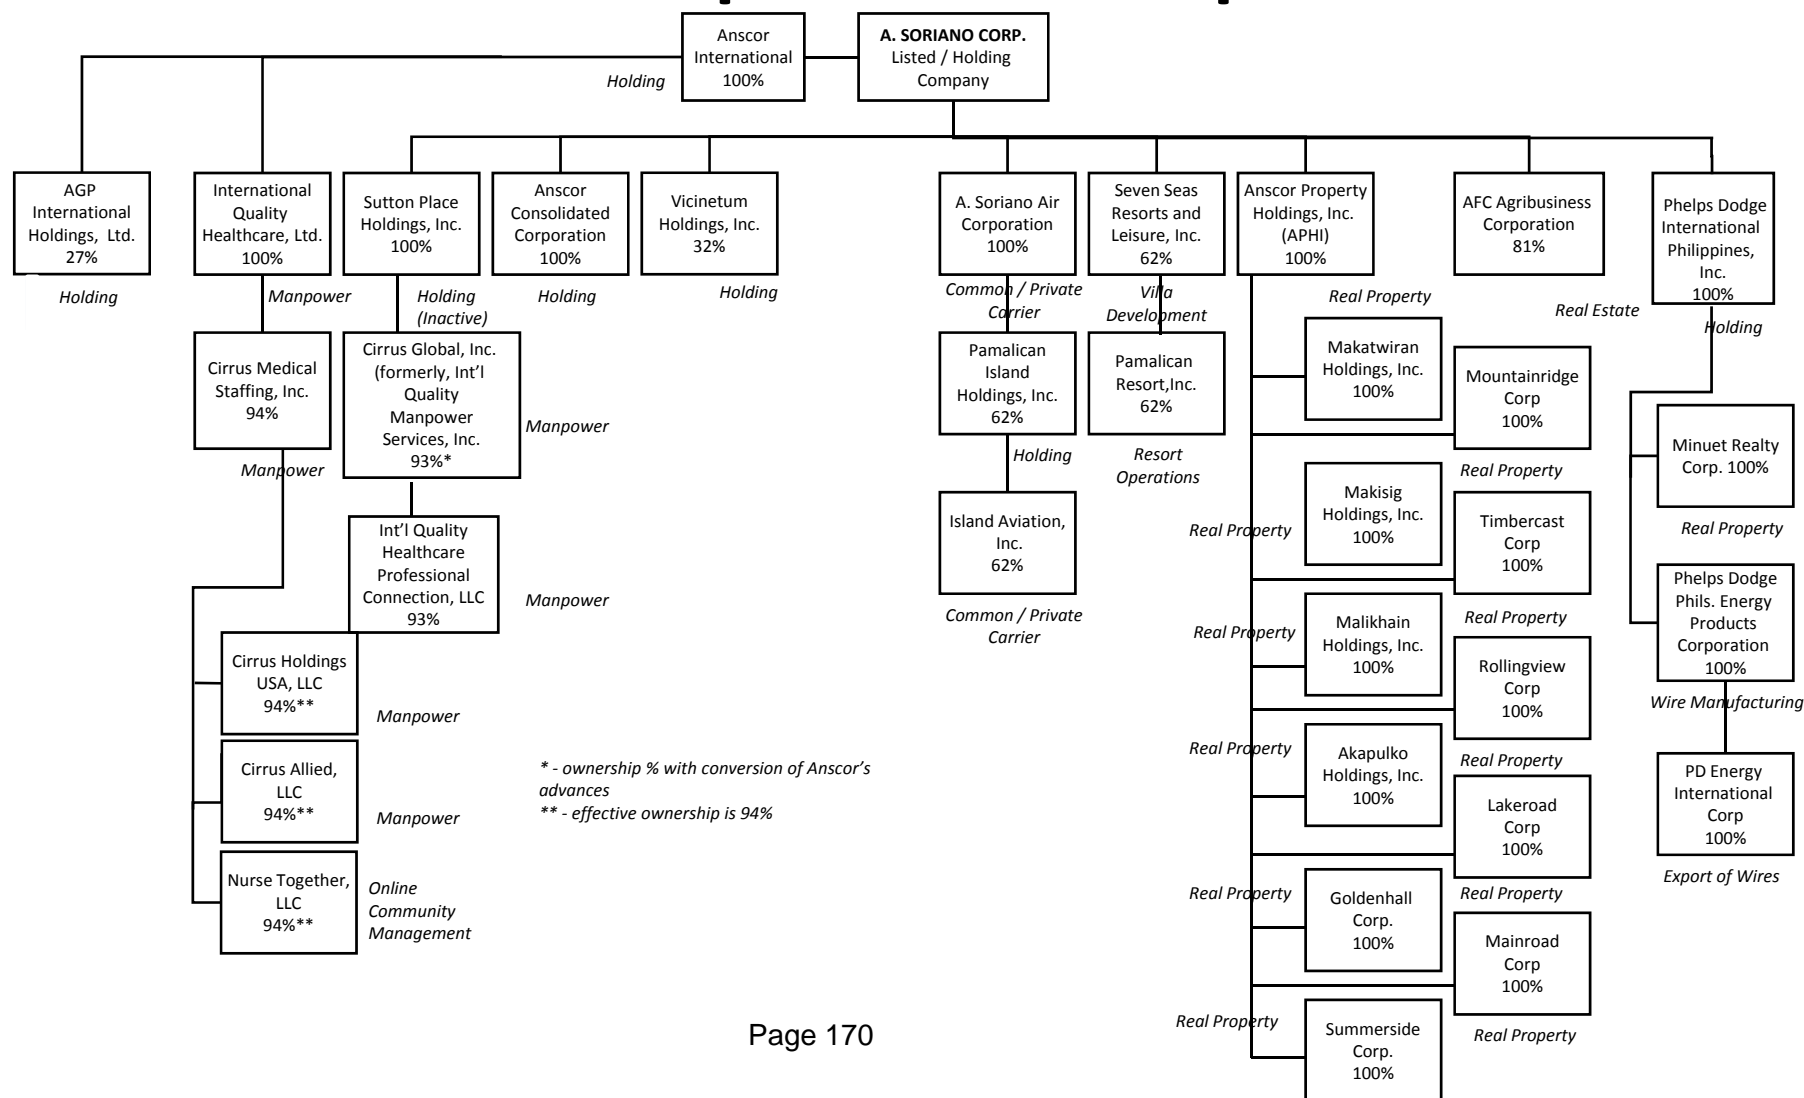 Anscor
International
100%
A. SORIANO CORP.
Listed / Holding
Company
Holding
AGP
International
Holdings, Ltd.
27%
Holding
International
Quality
Healthcare, Ltd.
100%
Manpower
Sutton Place
Holdings, Inc.
100%
Holding
(Inactive)
Anscor
Consolidated
Corporation
100%
Holding
Vicinetum
Holdings, Inc.
32%
Holding
A. Soriano Air
Corporation
100%
Common / Private
Carrier
Seven Seas
Resorts and
Leisure, Inc.
62%
Villa
Development
Anscor Property
Holdings, Inc.
(APHI)
100%
Real Property
AFC Agribusiness
Corporation
81%
Real Estate
Phelps Dodge
International
Philippines,
Inc.
100%
Holding
Cirrus Medical
Staffing, Inc.
94%
Manpower
Cirrus Global, Inc.
(formerly, Int’l
Quality
Manpower
Services, Inc.
93%*
Manpower
Int’l Quality
Healthcare
Professional
Connection, LLC
93%
Manpower
Cirrus Holdings
USA, LLC
94%**
Manpower
Cirrus Allied,
LLC
94%**
Manpower
Nurse Together,
LLC
94%**
Online
Community
Management
* - ownership % with conversion of Anscor’s
advances
** - effective ownership is 94%
Pamalican
Island
Holdings, Inc.
62%
Holding
Island Aviation,
Inc.
62%
Common / Private
Carrier
Pamalican
Resort,Inc.
62%
Resort
Operations
Makatwiran
Holdings, Inc.
100%
Mountainridge
Corp
100%
Real Property
Makisig
Holdings, Inc.
100%
Real Property
Timbercast
Corp
100%
Real Property
Malikhain
Holdings, Inc.
100%
Real Property
Rollingview
Corp
100%
Real Property
Akapulko
Holdings, Inc.
100%
Real Property
Lakeroad
Corp
100%
Real Property
Goldenhall
Corp.
100%
Real Property
Mainroad
Corp
100%
Real Property
Summerside
Corp.
100%
Real Property
Minuet Realty
Corp. 100%
Real Property
Phelps Dodge
Phils. Energy
Products
Corporation
100%
Wire Manufacturing
PD Energy
International
Corp
100%
Export of Wires
Page 170